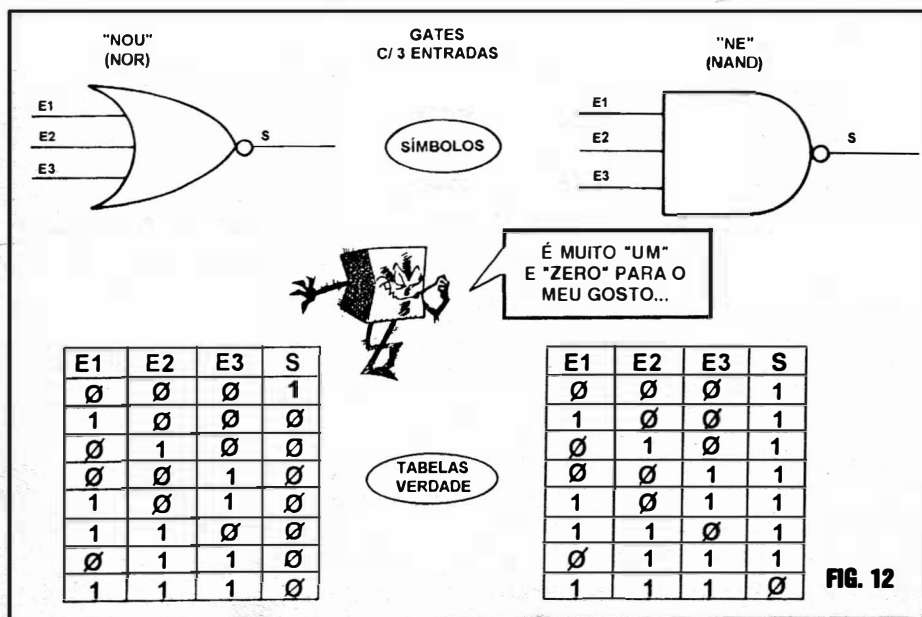 "NOU"
(NOR)
GATES
C/ 3 ENTRADAS
"NE"
(NAND)
E1
E2
E3
S
SÍMBOLOS
E1
E2
E3
S
É MUITO "UM"
E "ZERO" PARA O
MEU GOSTO...
E1 E2 E3 S
Ø Ø Ø 1
1 Ø Ø Ø
Ø 1 Ø Ø
Ø Ø 1 Ø
1 Ø 1 Ø
1 1 Ø Ø
Ø 1 1 Ø
1 1 1 Ø
TABELAS
VERDADE
E1 E2 E3 S
Ø Ø Ø 1
1 Ø Ø 1
Ø 1 Ø 1
Ø Ø 1 1
1 Ø 1 1
1 1 Ø 1
Ø 1 1 1
1 1 1 Ø
FIG. 12